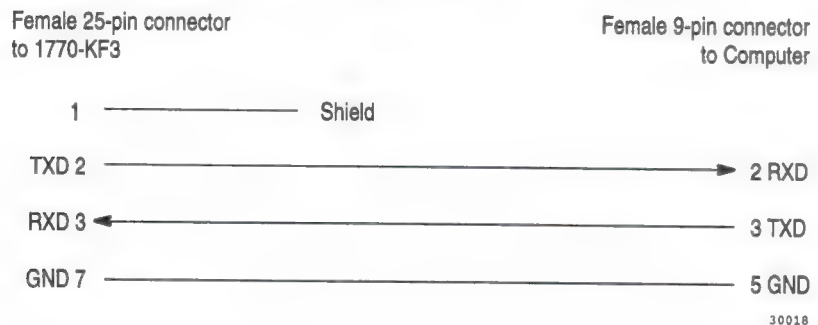 Female 25-pin connector
to 1770-KF3
Female 9-pin connector
to Computer
1 Shield
TXD 2 2 RXD
RXD 3 3 TXD
GND 7 5 GND
30018